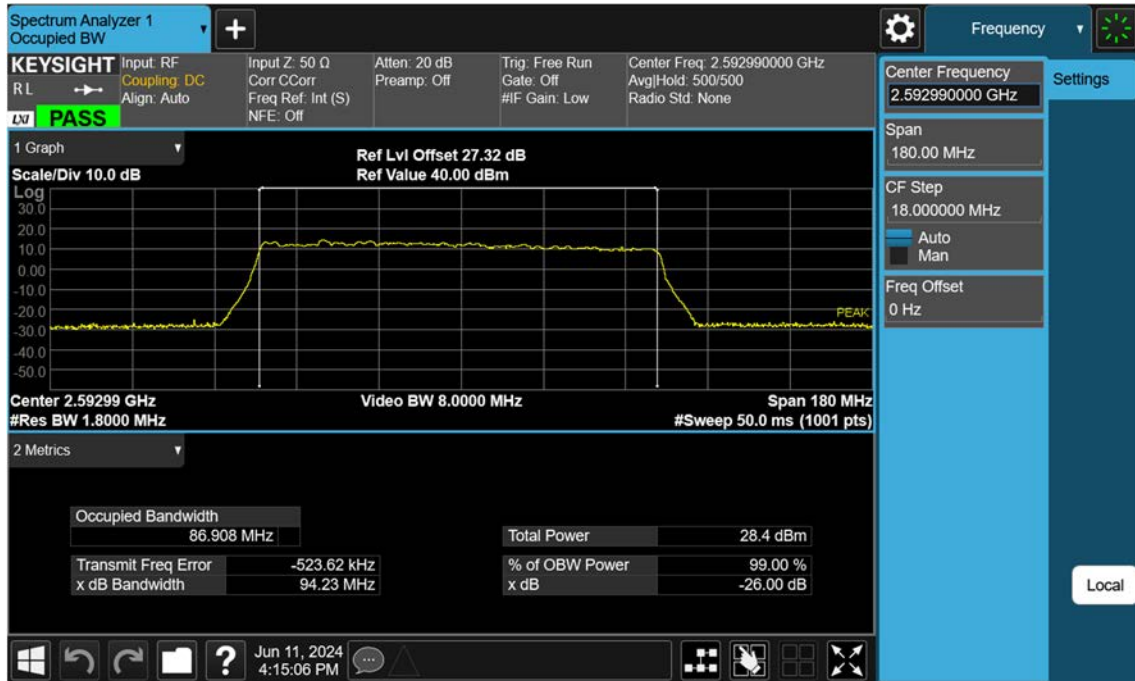 Spectrum Analyzer 1
Occupied BW
+
Frequency
KEYSIGHT
RL
LXI PASS
Input: RF
Coupling: DC
Align: Auto
Input Z: 50 Ω
Corr CCorr
Freq Ref: Int (S)
NFE: Off
Atten: 20 dB
Preamp: Off
Trig: Free Run
Gate: Off
#IF Gain: Low
Center Freq: 2.592990000 GHz
Avg|Hold: 500/500
Radio Std: None
Center Frequency
2.592990000 GHz
Settings
Span
180.00 MHz
CF Step
18.000000 MHz
Auto
Man
Freq Offset
0 Hz
Local
1 Graph
Ref Lvl Offset 27.32 dB
Scale/Div 10.0 dB
Ref Value 40.00 dBm
Log
30.0
20.0
10.0
0.00
-10.0
-20.0
-30.0
-40.0
-50.0
PEAK
Center 2.59299 GHz
Video BW 8.0000 MHz
Span 180 MHz
#Res BW 1.8000 MHz
#Sweep 50.0 ms (1001 pts)
2 Metrics
Occupied Bandwidth
86.908 MHz
Total Power 28.4 dBm
Transmit Freq Error -523.62 kHz
% of OBW Power 99.00 %
x dB Bandwidth 94.23 MHz
x dB -26.00 dB
?
Jun 11, 2024
4:15:06 PM